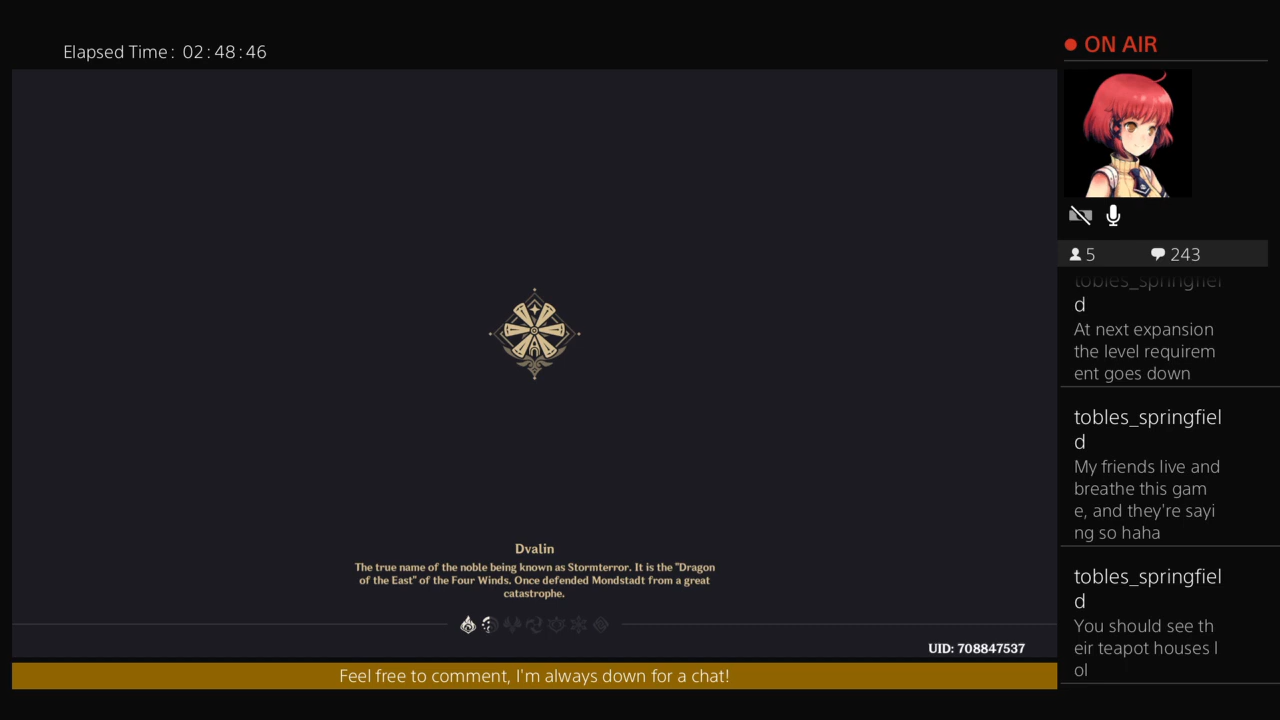 Elapsed Time: 02:48:46
ON AIR
5
243
tobles_springfiel
d
At next expansion
the level requirem
ent goes down
tobles_springfiel
d
My friends live and
breathe this gam
e, and they're sayi
ng so haha
tobles_springfiel
d
You should see th
eir teapot houses l
ol
Dvalin
The true name of the noble being known as Stormterror. It is the "Dragon
of the East" of the Four Winds. Once defended Mondstadt from a great
catastrophe.
UID: 708847537
Feel free to comment, I'm always down for a chat!